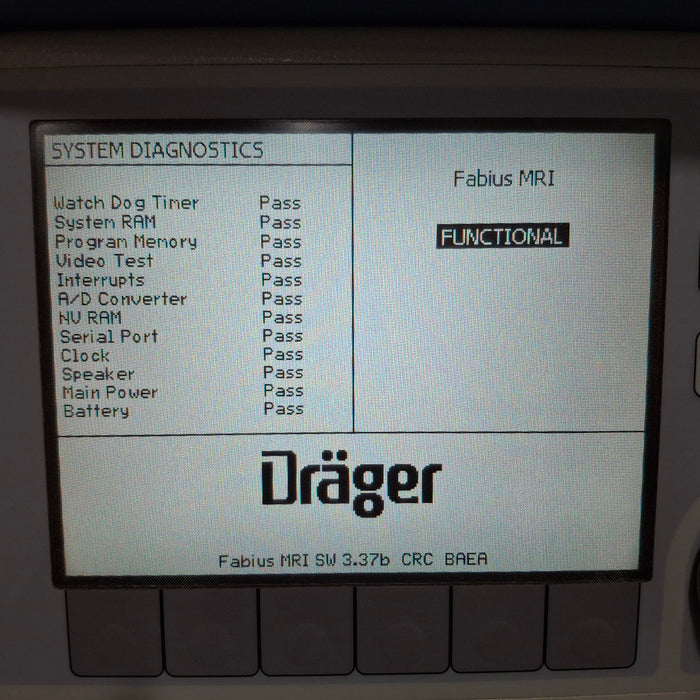 SYSTEM DIAGNOSTICS
Watch Dog Timer Pass
System RAM Pass
Program Memory Pass
Video Test Pass
Interrupts Pass
A/D Converter Pass
NV RAM Pass
Serial Port Pass
Clock Pass
Speaker Pass
Main Power Pass
Battery Pass
Fabius MRI
FUNCTIONAL
Dräger
Fabius MRI SW 3.37b CRC BAEA